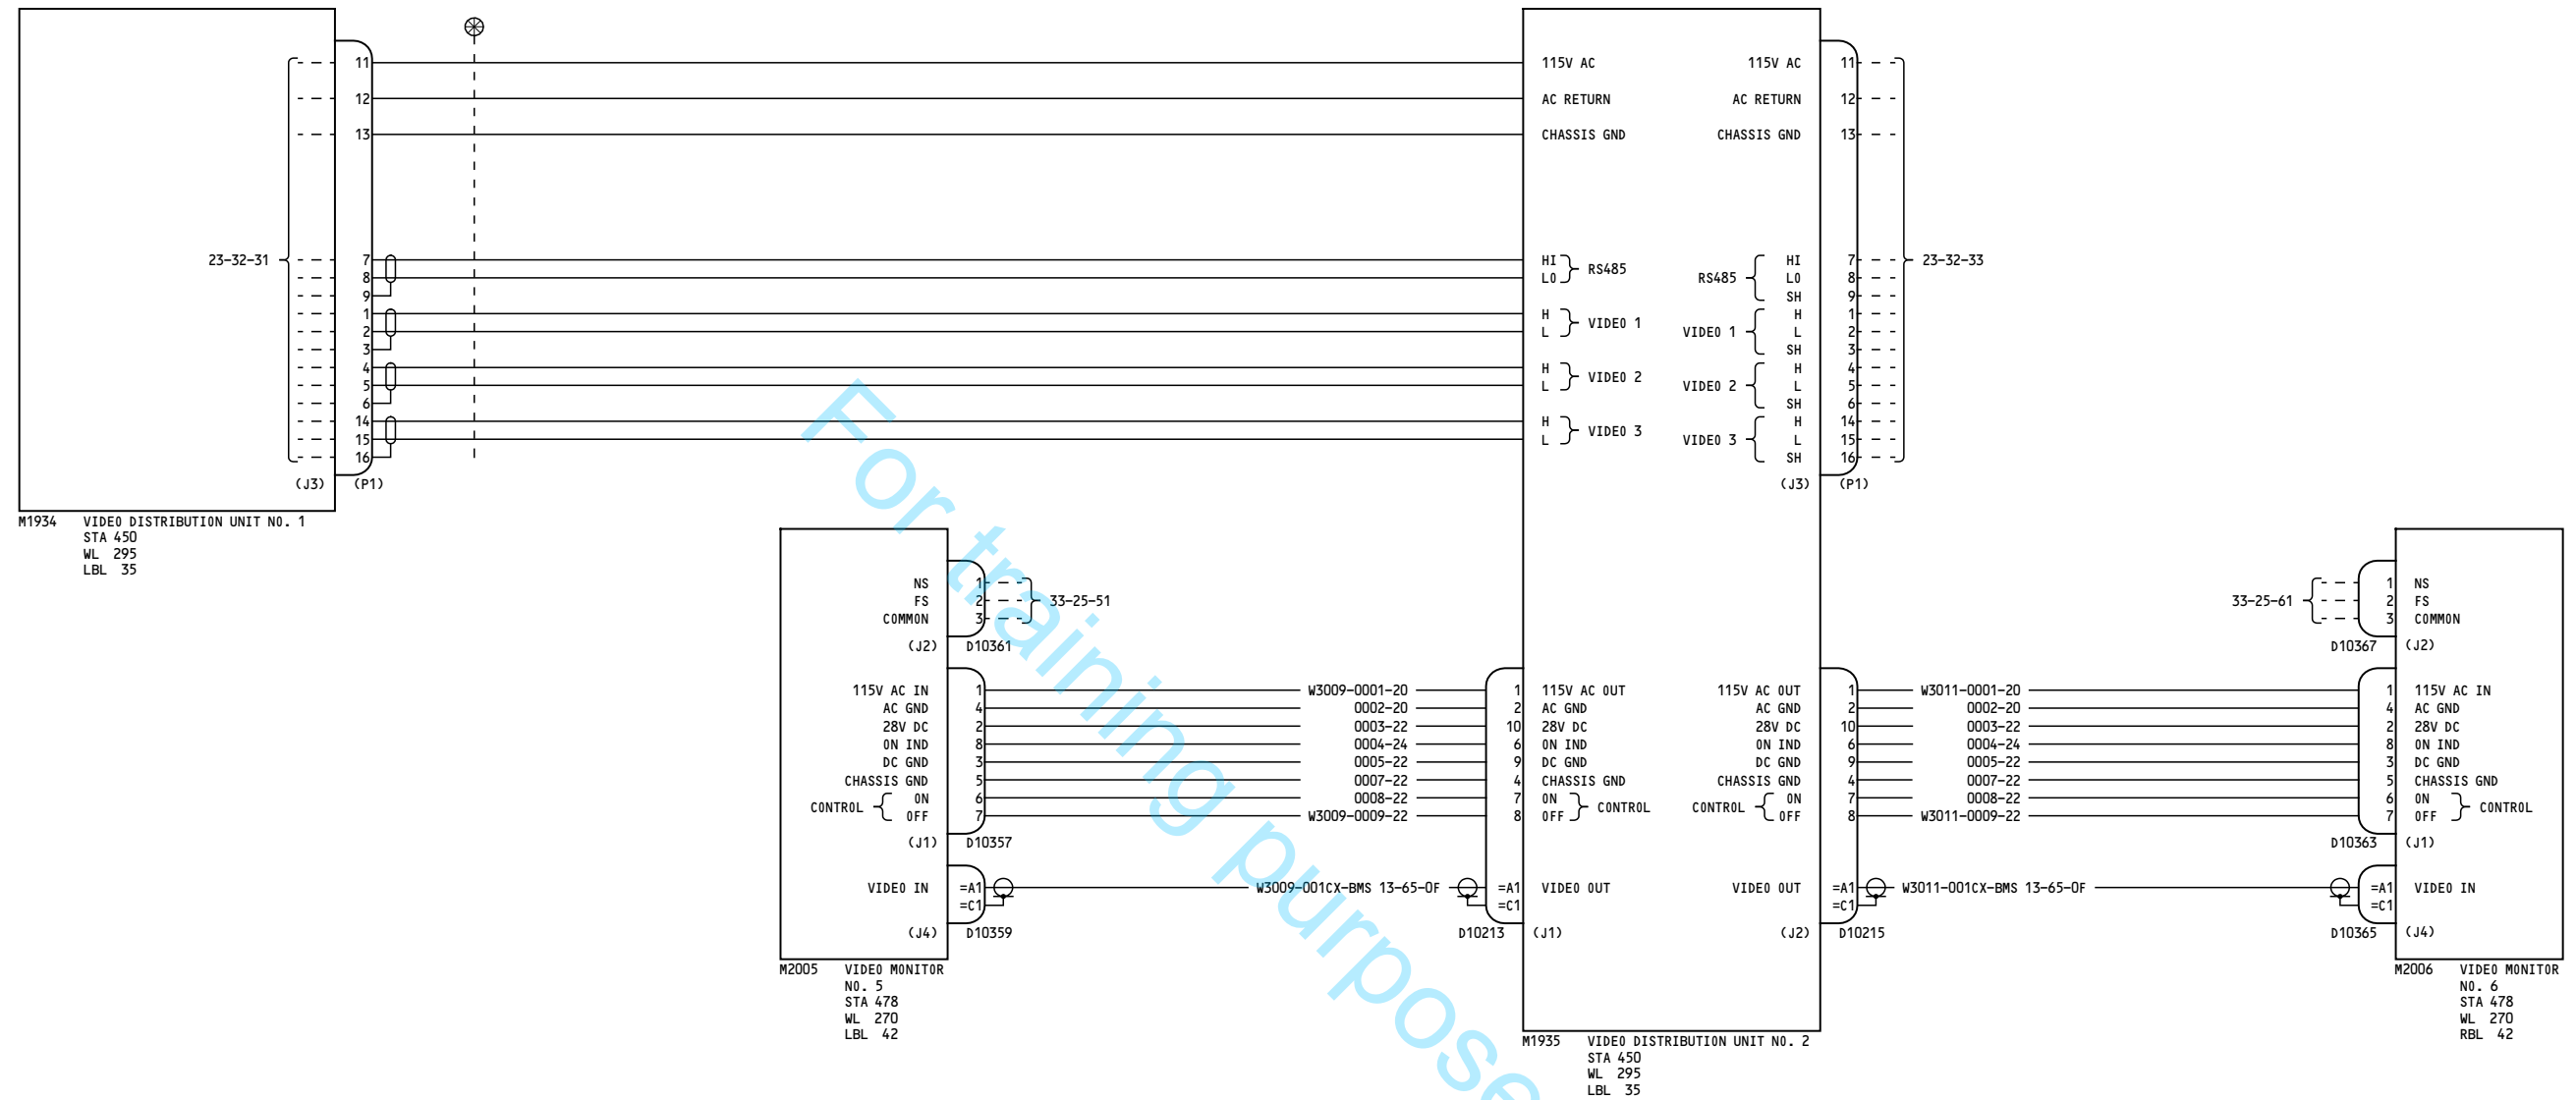 11 115V AC 115V AC 11
12 AC RETURN AC RETURN 12
13 CHASSIS GND CHASSIS GND 13
23-32-31 7 HI HI 7 23-32-33
RS485
8 LO RS485 LO 8
9 SH 9
1 H H 1
VIDEO 1
2 L VIDEO 1 L 2
3 SH 3
4 H H 4
VIDEO 2
5 L VIDEO 2 L 5
6 SH 6
14 H H 14
VIDEO 3
15 L VIDEO 3 L 15
16 SH 16
(J3) (P1) (J3) (P1)
M1934 VIDEO DISTRIBUTION UNIT NO. 1
STA 450
WL 295
LBL 35
NS 1 1 NS
FS 2 33-25-51 33-25-61 2 FS
COMMON 3 3 COMMON
(J2) D10361 D10367 (J2)
115V AC IN 1 W3009-0001-20 1 115V AC OUT 115V AC OUT 1 W3011-0001-20 1 115V AC IN
AC GND 4 0002-20 2 AC GND AC GND 2 0002-20 4 AC GND
28V DC 2 0003-22 10 28V DC 28V DC 10 0003-22 2 28V DC
ON IND 8 0004-24 6 ON IND ON IND 6 0004-24 8 ON IND
DC GND 3 0005-22 9 DC GND DC GND 9 0005-22 3 DC GND
CHASSIS GND 5 0007-22 4 CHASSIS GND CHASSIS GND 4 0007-22 5 CHASSIS GND
ON 6 0008-22 7 ON ON 7 0008-22 6 ON
CONTROL CONTROL CONTROL CONTROL
OFF 7 W3009-0009-22 8 OFF OFF 8 W3011-0009-22 7 OFF
(J1) D10357 D10363 (J1)
VIDEO IN =A1 W3009-001CX-BMS 13-65-0F =A1 VIDEO OUT VIDEO OUT =A1 W3011-001CX-BMS 13-65-0F =A1 VIDEO IN
=C1 =C1 =C1 =C1
(J4) D10359 D10213 (J1) (J2) D10215 D10365 (J4)
M2005 VIDEO MONITOR
NO. 5
STA 478
WL 270
LBL 42
M2006 VIDEO MONITOR
NO. 6
STA 478
WL 270
RBL 42
M1935 VIDEO DISTRIBUTION UNIT NO. 2
STA 450
WL 295
LBL 35
For training purpose